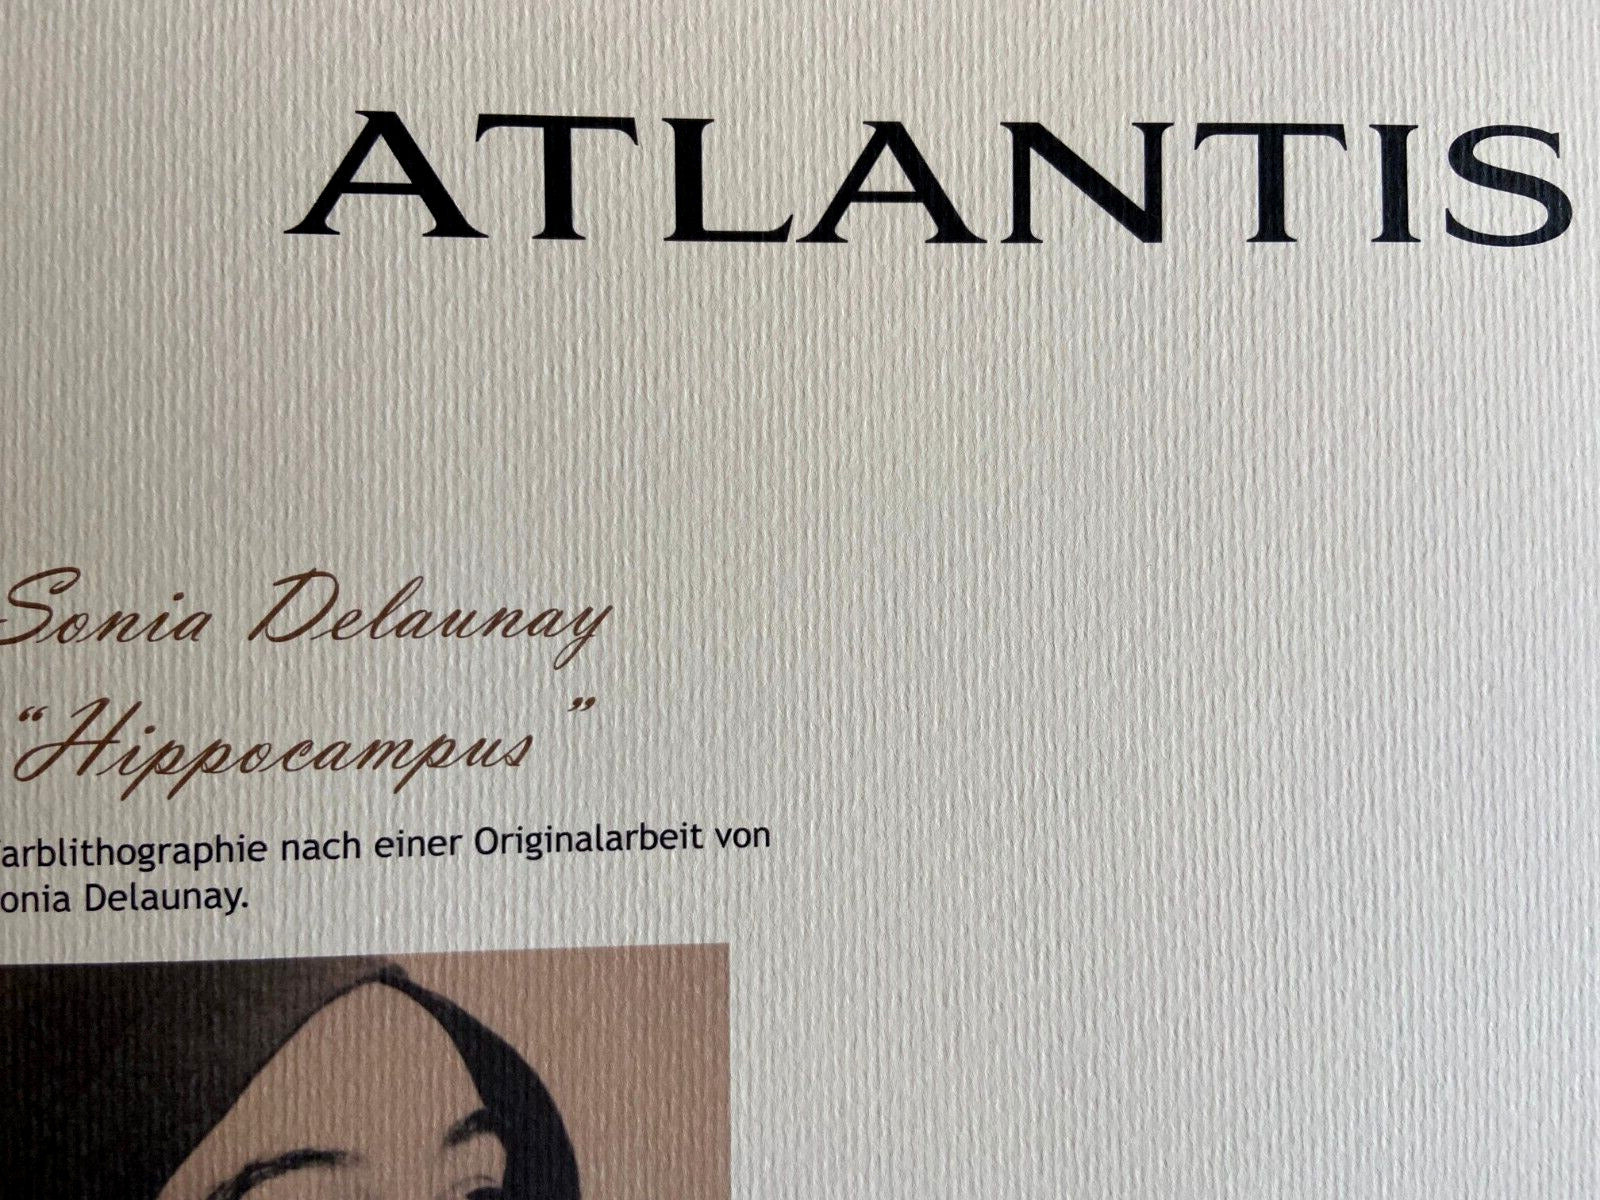 ATLANTIS
Sonia Delaunay
“Hippocampus”
arblithographie nach einer Originalarbeit von
onia Delaunay.